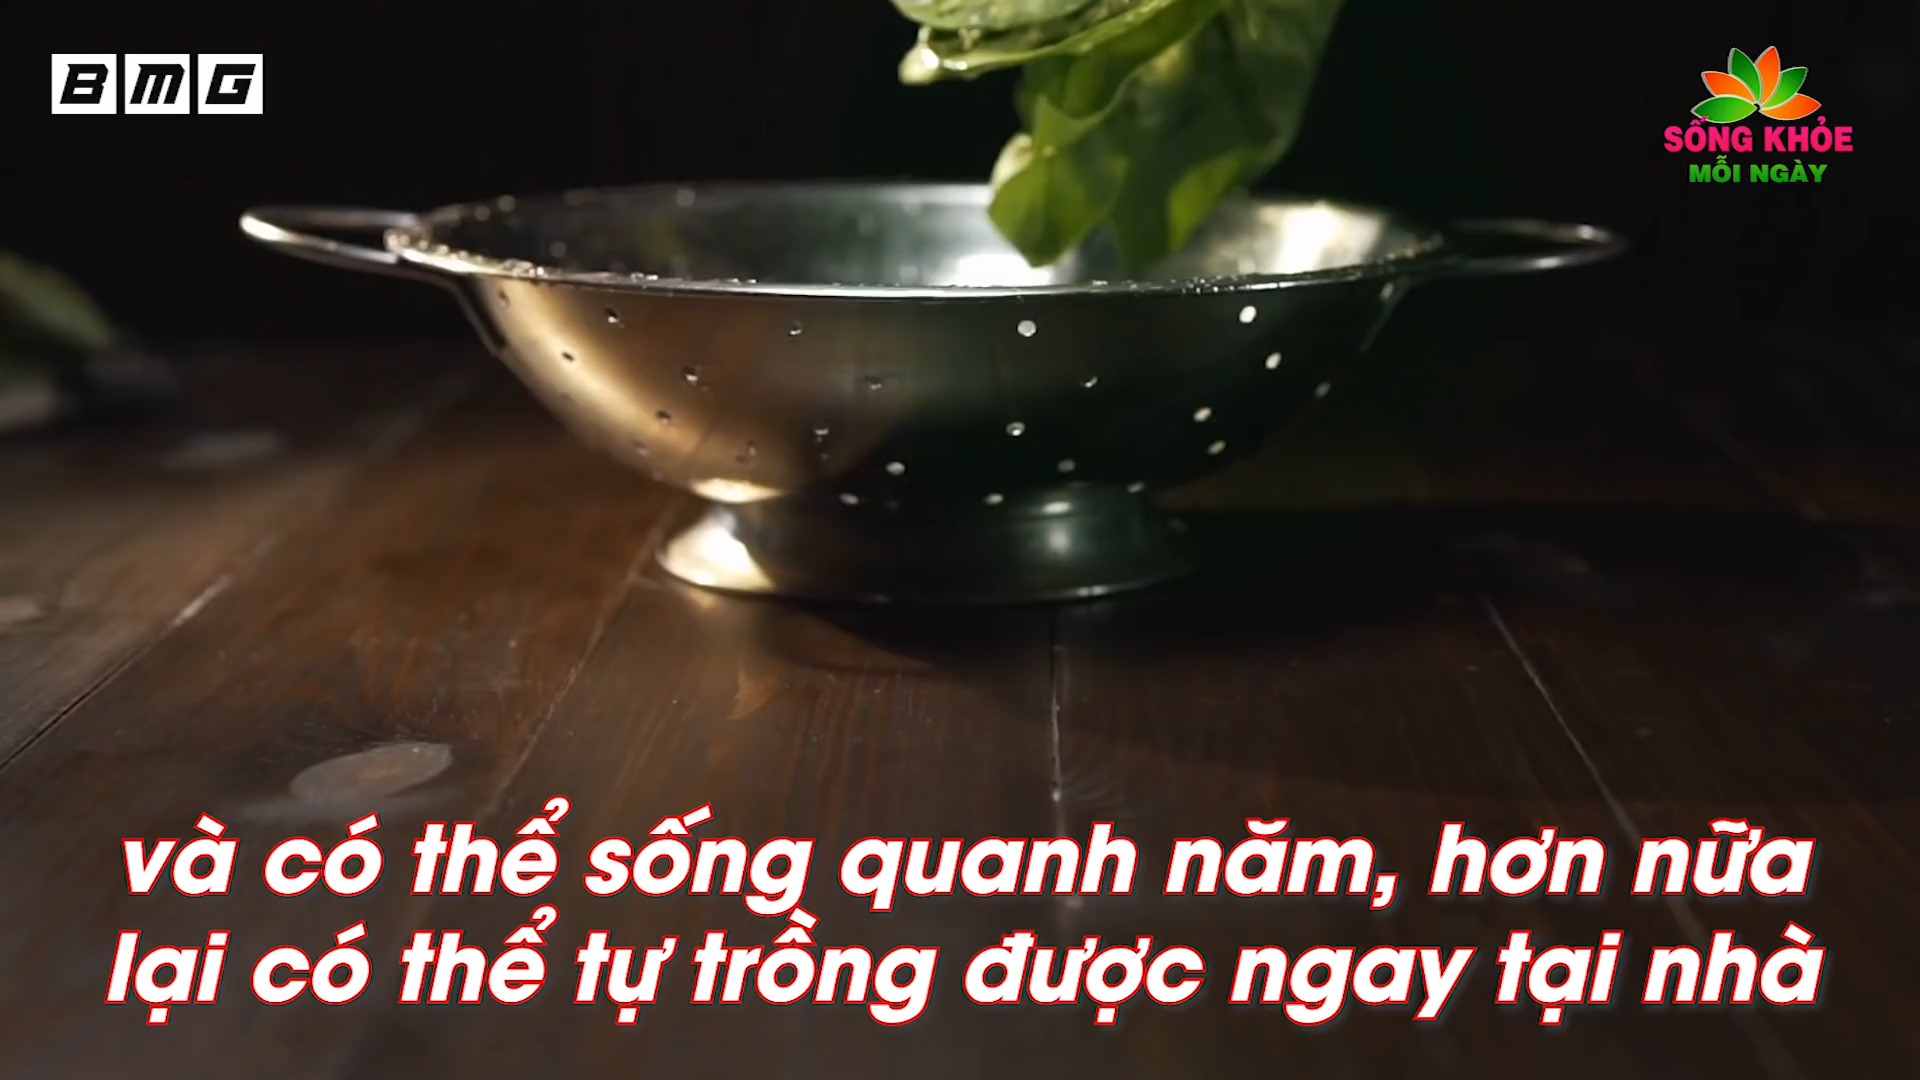 BMG
SỐNG KHỎE
MỖI NGÀY
và có thể sống quanh năm, hơn nữa
lại có thể tự trồng được ngay tại nhà